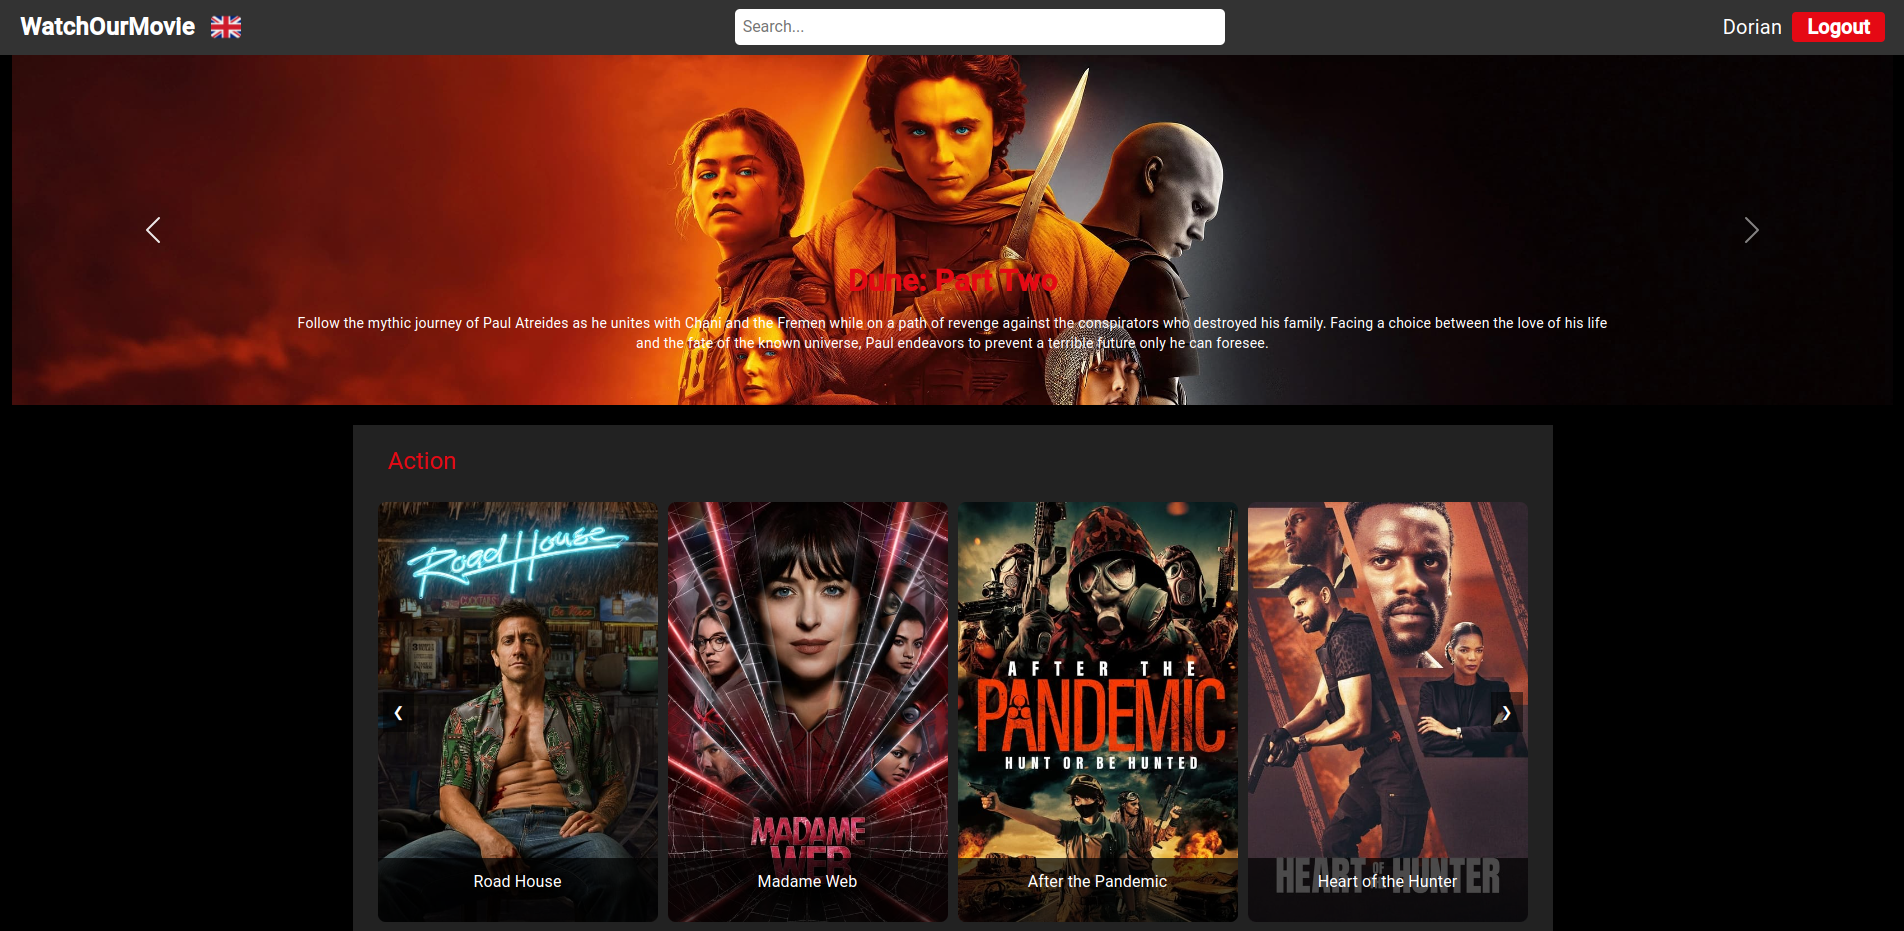 WatchOurMovie
Search...
Dorian
Logout
Dune: Part Two
Follow the mythic journey of Paul Atreides as he unites with Chani and the Fremen while on a path of revenge against the conspirators who destroyed his family. Facing a choice between the love of his life
and the fate of the known universe, Paul endeavors to prevent a terrible future only he can foresee.
Action
Road House
COCKTAILS
MADAME
WEB
AFTER THE
PANDEMIC
HUNT OR BE HUNTED
HEART OF THE HUNTER
Road House
Madame Web
After the Pandemic
Heart of the Hunter